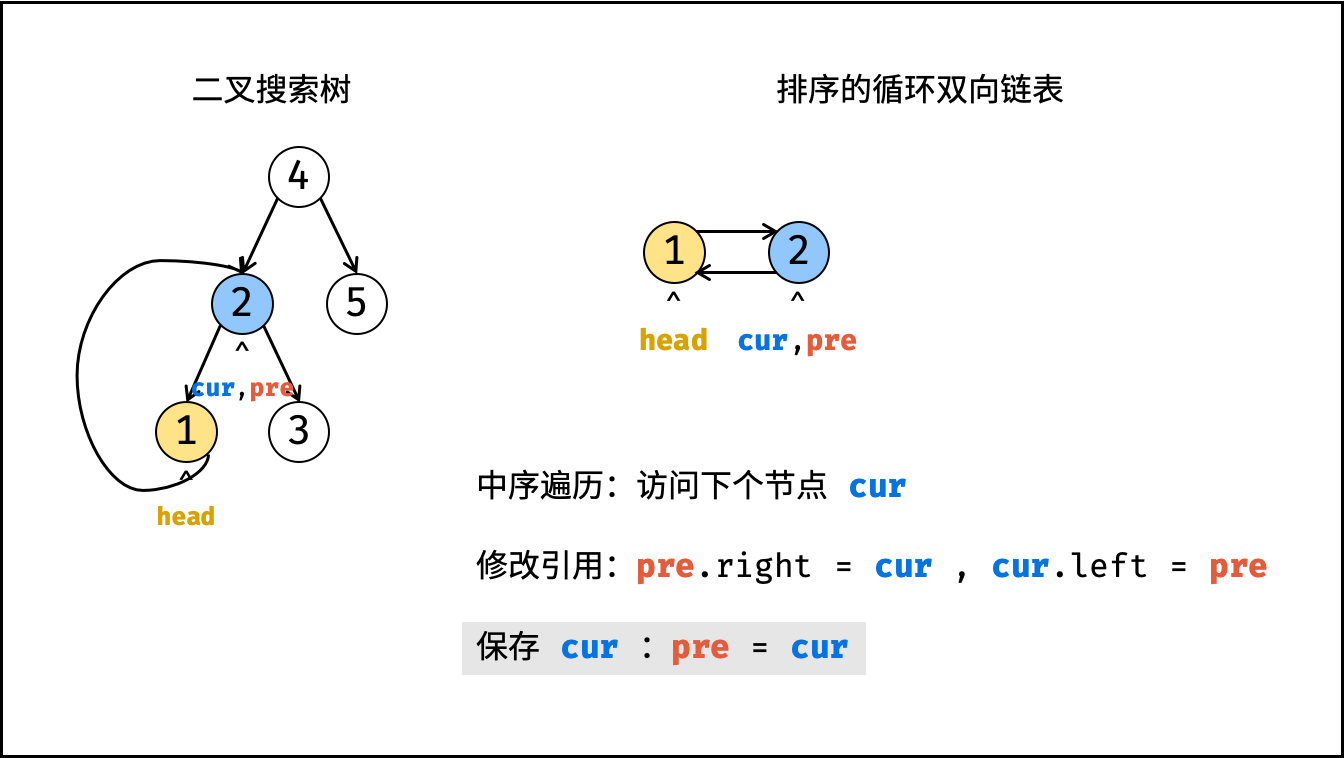 二叉搜索树
排序的循环双向链表
4
2
5
^
cur,pre
1
3
^
head
1
2
^
^
head
cur,pre
中序遍历：访问下个节点 cur
修改引用：pre.right = cur , cur.left = pre
保存 cur ：pre = cur